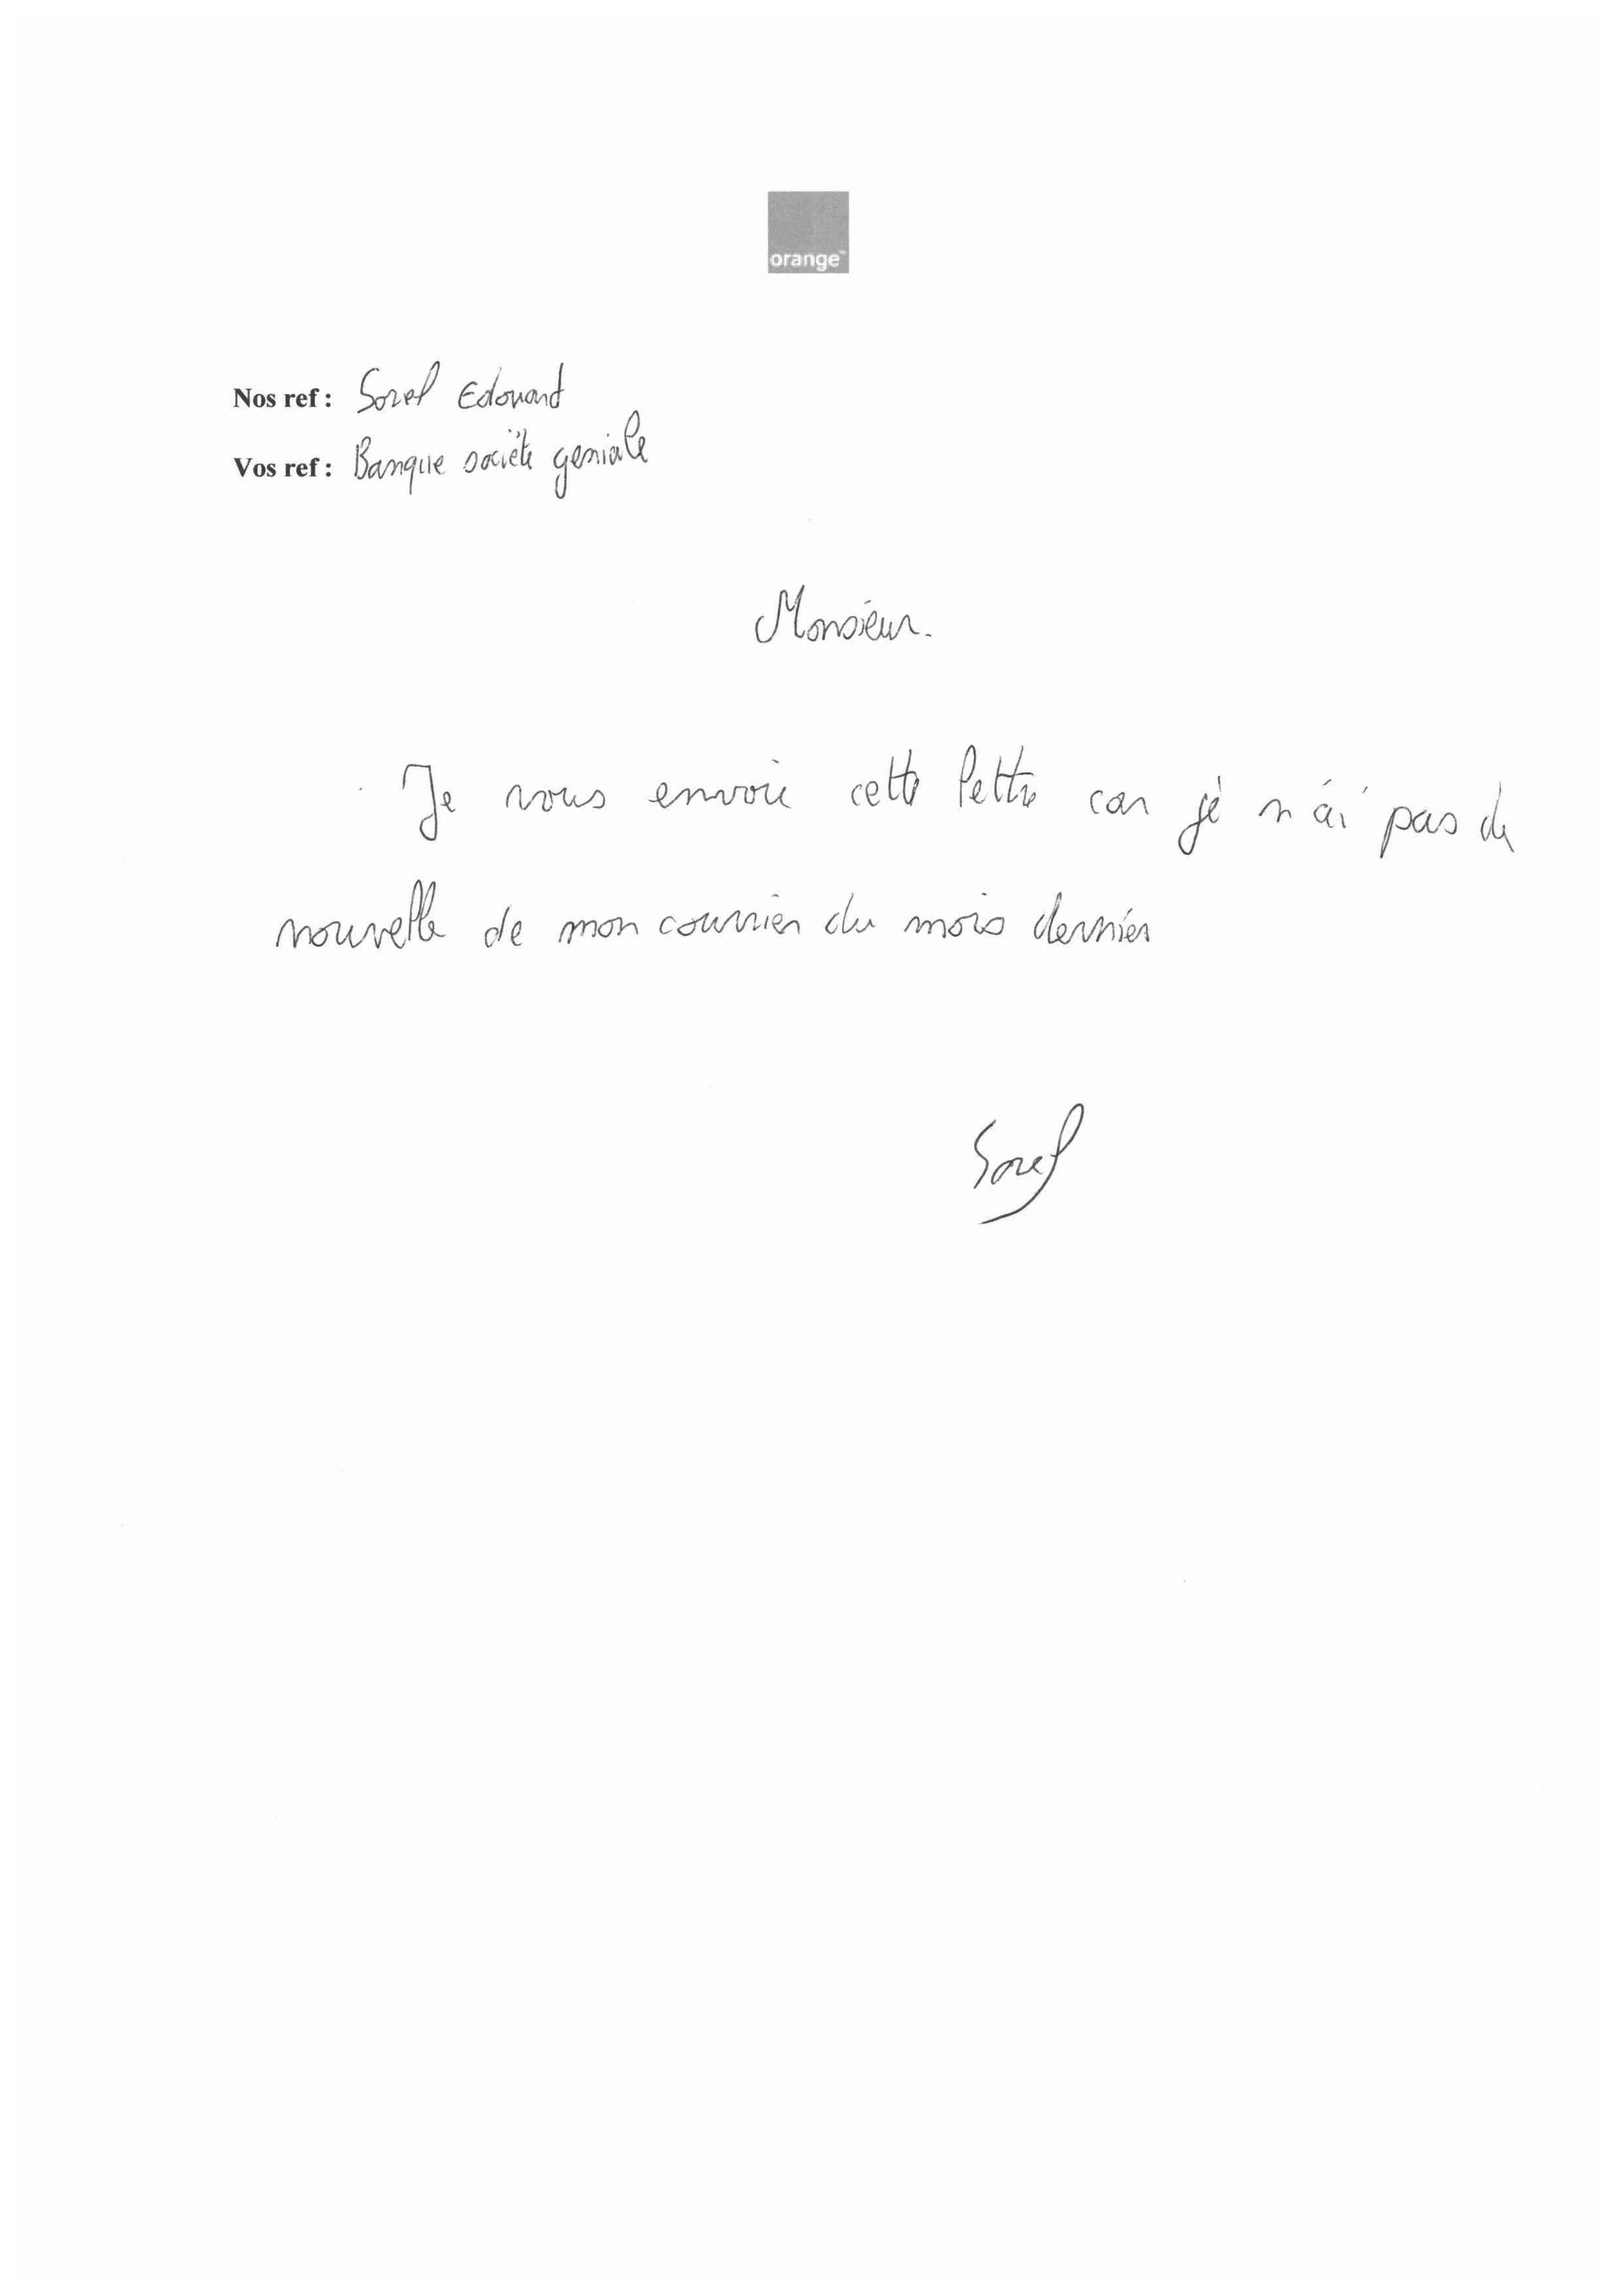 orange™
Nos ref : Sorel Edouard
Vos ref : Banque société geniale
Monsieur.
Je vous envoie cette lettre car je n'ai pas de
nouvelle de mon courrier du mois dernier
Sorel